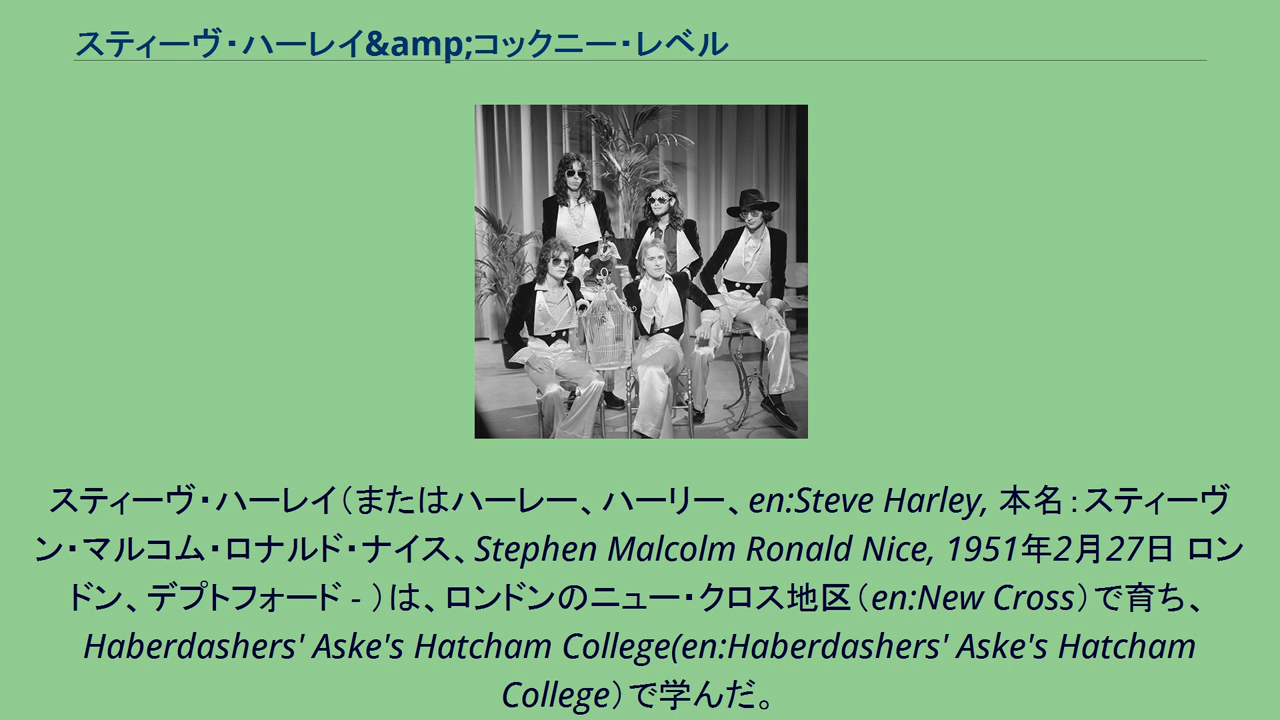 スティーヴ・ハーレイ&amp;コックニー・レベル
スティーヴ・ハーレイ（またはハーレー、ハーリー、en:Steve Harley, 本名：スティーヴ
ン・マルコム・ロナルド・ナイス、Stephen Malcolm Ronald Nice, 1951年2月27日 ロン
ドン、デプトフォード - ）は、ロンドンのニュー・クロス地区（en:New Cross）で育ち、
Haberdashers' Aske's Hatcham College(en:Haberdashers' Aske's Hatcham
College）で学んだ。